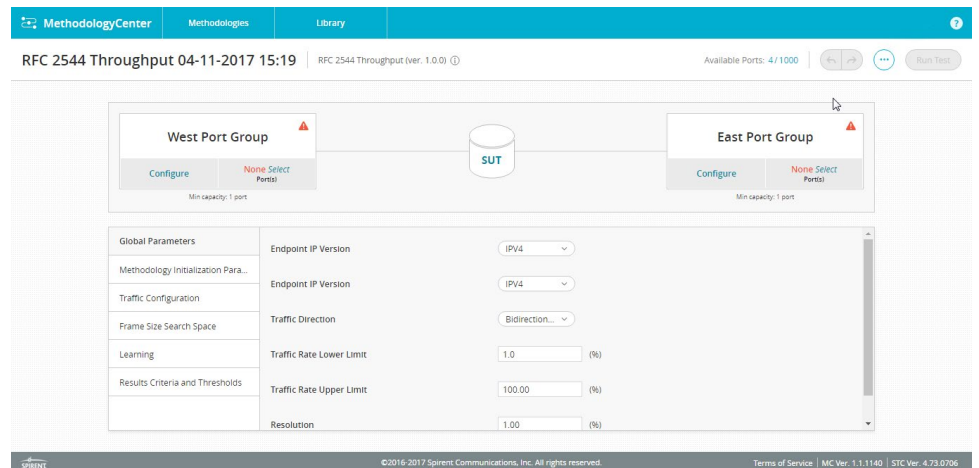 MethodologyCenter Methodologies Library ?
RFC 2544 Throughput 04-11-2017 15:19 RFC 2544 Throughput (ver. 1.0.0) Available Ports: 4 / 1000 Run Test
West Port Group
Configure None Select
Port(s)
Min capacity: 1 port
SUT
East Port Group
Configure None Select
Port(s)
Min capacity: 1 port
Global Parameters
Methodology Initialization Para...
Traffic Configuration
Frame Size Search Space
Learning
Results Criteria and Thresholds
Endpoint IP Version IPV4
Endpoint IP Version IPV4
Traffic Direction Bidirection...
Traffic Rate Lower Limit 1.0 (%)
Traffic Rate Upper Limit 100.00 (%)
Resolution 1.00 (%)
SPIRENT ©2016-2017 Spirent Communications, Inc. All rights reserved. Terms of Service | MC Ver. 1.1.1140 | STC Ver. 4.73.0706